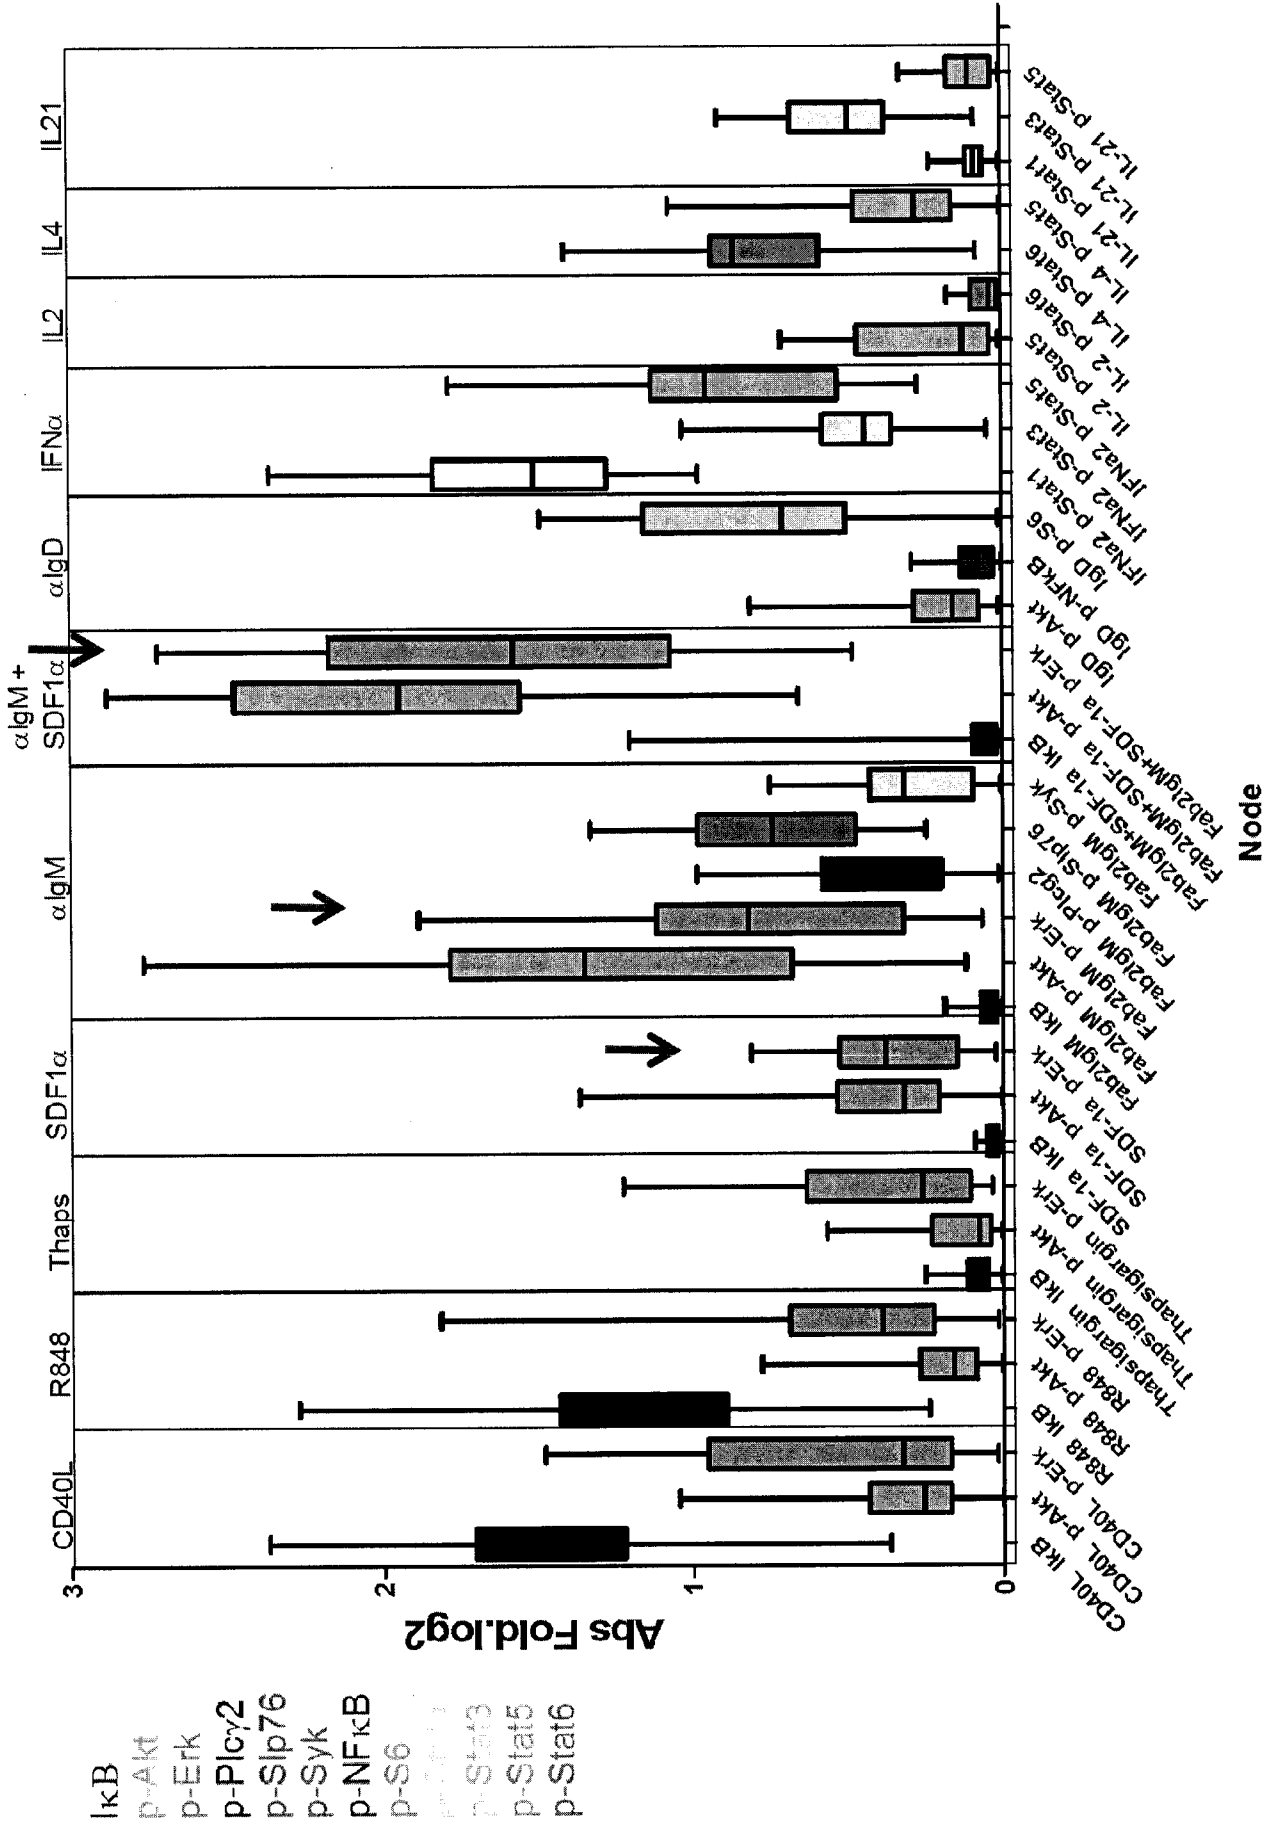 IκB
p-Akt
p-Erk
p-Plcγ2
p-Slp76
p-Syk
p-NFκB
p-S6
p-Stat3
p-Stat5
p-Stat6
CD40L
R848
Thaps
SDF1α
αIgM
αIgM +
SDF1α
αIgD
IFNα
IL2
IL4
IL21
Abs Fold.log2
3
2
1
0
CD40L IkB
CD40L p-Akt
CD40L p-Erk
R848 IkB
R848 p-Akt
R848 p-Erk
Thapsigargin IkB
Thapsigargin p-Akt
Thapsigargin p-Erk
SDF-1a IkB
SDF-1a p-Akt
SDF-1a p-Erk
Fab2IgM IkB
Fab2IgM p-Akt
Fab2IgM p-Erk
Fab2IgM p-Plcg2
Fab2IgM p-Slp76
Fab2IgM p-Syk
Fab2IgM+SDF-1a IkB
Fab2IgM+SDF-1a p-Akt
Fab2IgM+SDF-1a p-Erk
IgD p-Akt
IgD p-NFkB
IgD p-S6
IFNa2 p-Stat1
IFNa2 p-Stat3
IFNa2 p-Stat5
IL-2 p-Stat5
IL-2 p-Stat6
IL-4 p-Stat6
IL-4 p-Stat5
IL-21 p-Stat1
IL-21 p-Stat3
IL-21 p-Stat5
Node